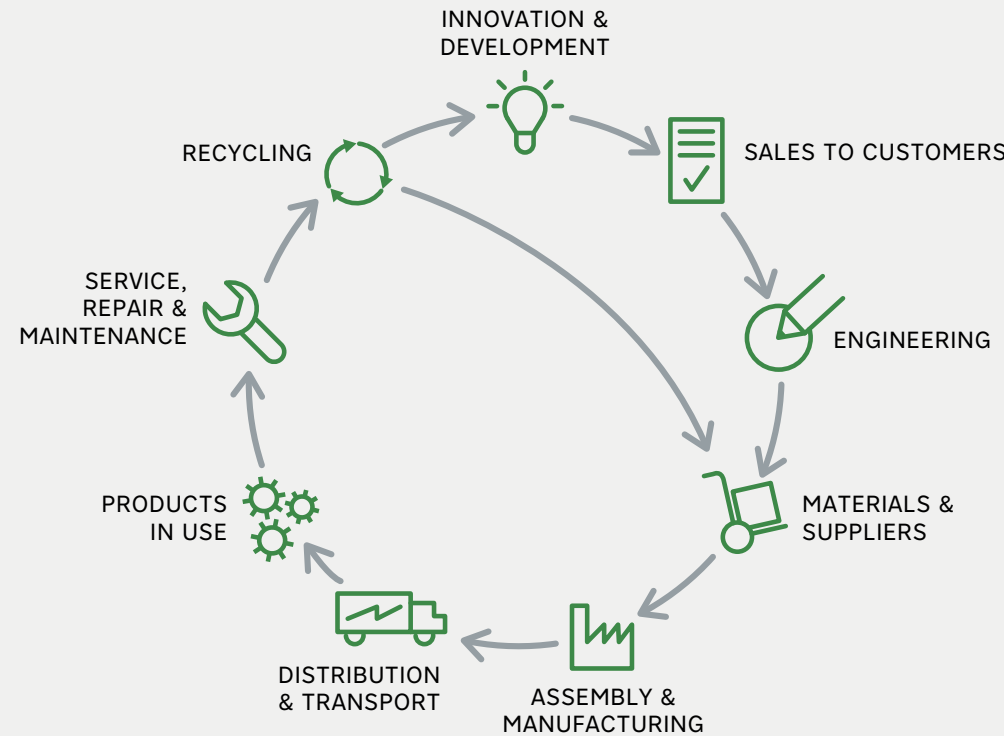 INNOVATION &
DEVELOPMENT
SALES TO CUSTOMERS
ENGINEERING
MATERIALS &
SUPPLIERS
ASSEMBLY &
MANUFACTURING
DISTRIBUTION
& TRANSPORT
PRODUCTS
IN USE
SERVICE,
REPAIR &
MAINTENANCE
RECYCLING